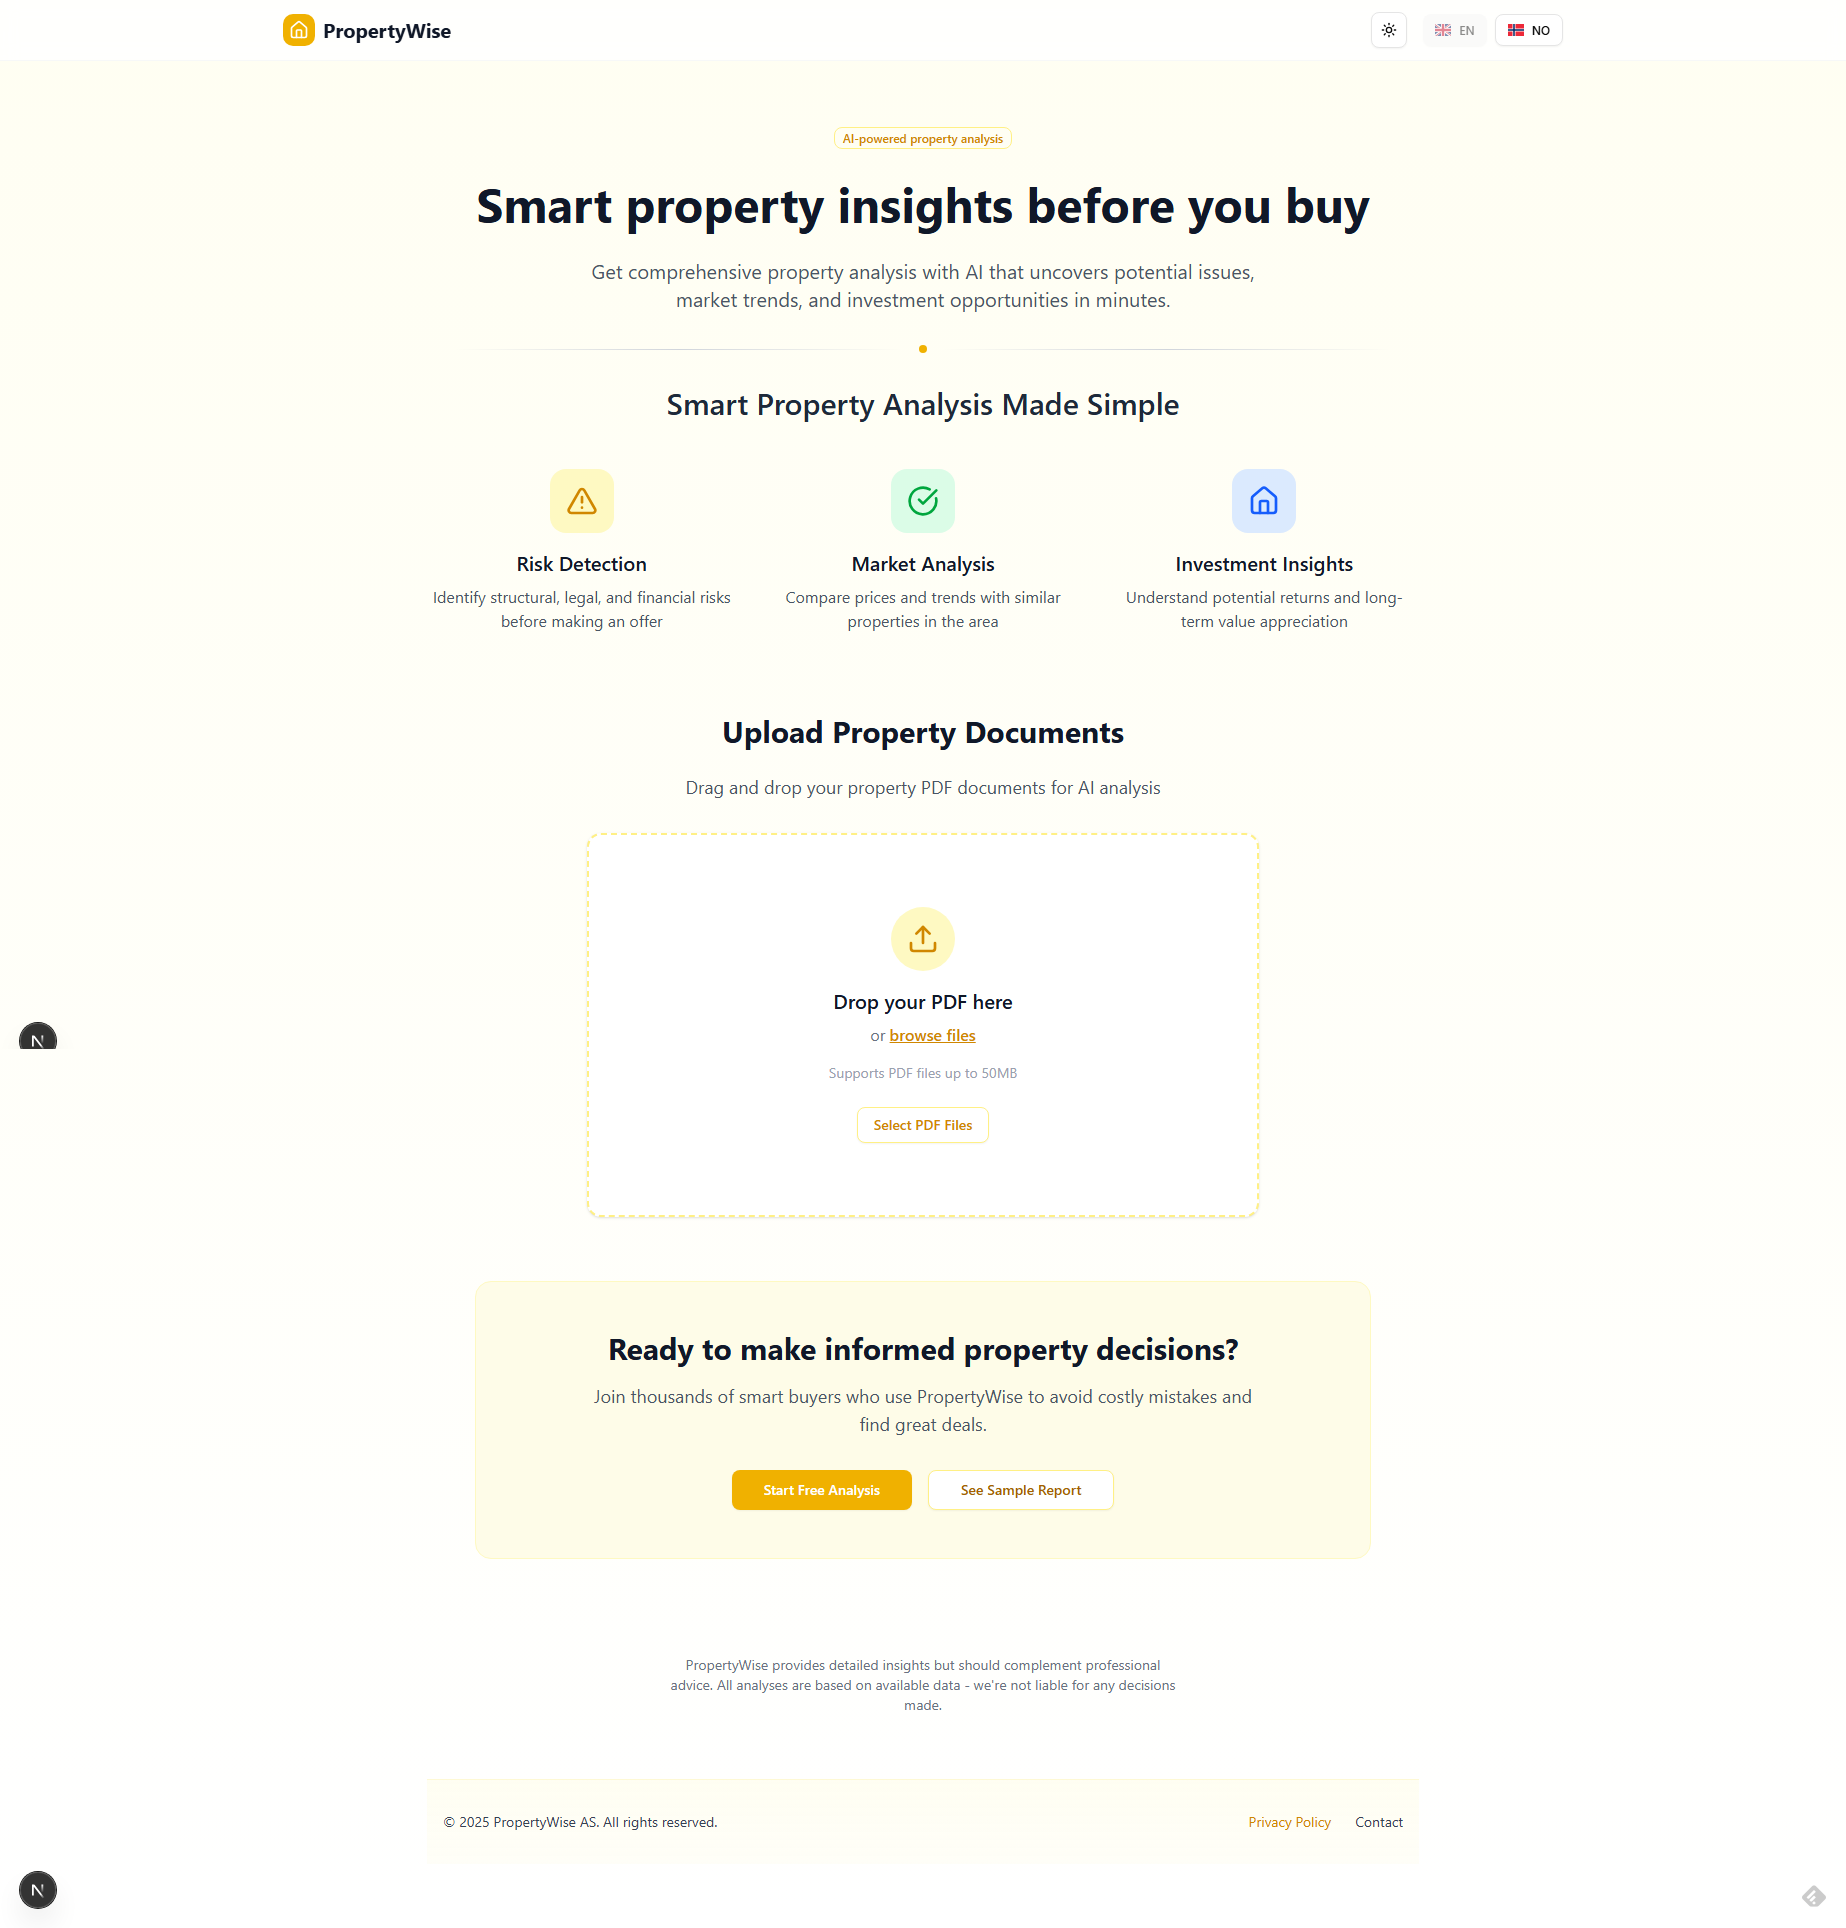 PropertyWise
EN
NO
AI-powered property analysis
Smart property insights before you buy
Get comprehensive property analysis with AI that uncovers potential issues,
market trends, and investment opportunities in minutes.
Smart Property Analysis Made Simple
Risk Detection
Identify structural, legal, and financial risks
before making an offer
Market Analysis
Compare prices and trends with similar
properties in the area
Investment Insights
Understand potential returns and long-
term value appreciation
Upload Property Documents
Drag and drop your property PDF documents for AI analysis
Drop your PDF here
or browse files
Supports PDF files up to 50MB
Select PDF Files
N
Ready to make informed property decisions?
Join thousands of smart buyers who use PropertyWise to avoid costly mistakes and
find great deals.
Start Free Analysis
See Sample Report
PropertyWise provides detailed insights but should complement professional
advice. All analyses are based on available data - we're not liable for any decisions
made.
© 2025 PropertyWise AS. All rights reserved.
Privacy Policy
Contact
N